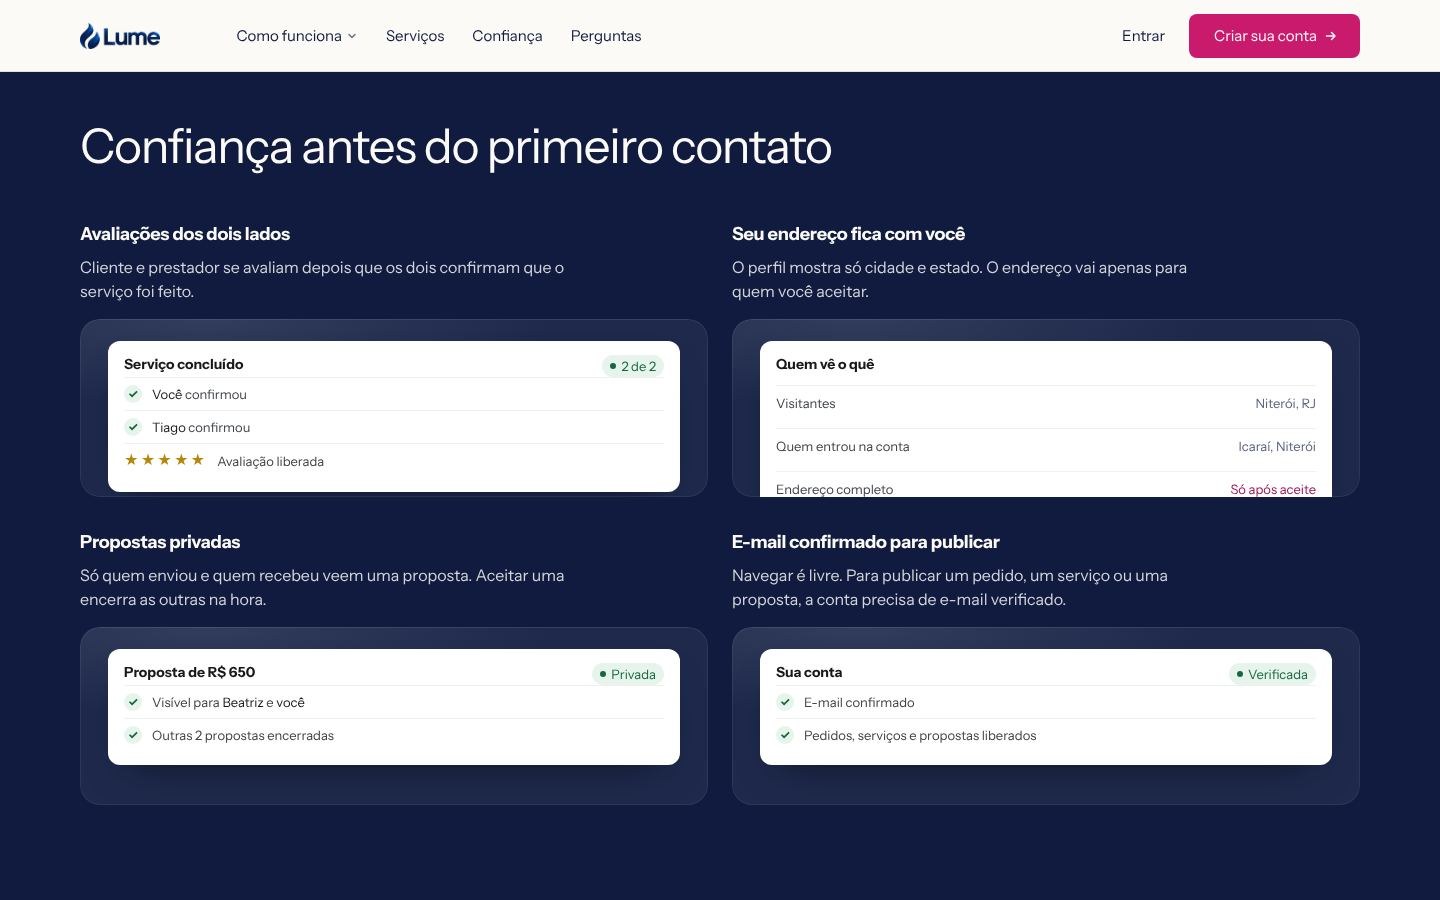 Lume
Como funciona
Serviços
Confiança
Perguntas
Entrar
Criar sua conta →
Confiança antes do primeiro contato
Avaliações dos dois lados
Cliente e prestador se avaliam depois que os dois confirmam que o
serviço foi feito.
Serviço concluído
2 de 2
Você confirmou
Tiago confirmou
★★★★★ Avaliação liberada
Seu endereço fica com você
O perfil mostra só cidade e estado. O endereço vai apenas para
quem você aceitar.
Quem vê o quê
Visitantes
Niterói, RJ
Quem entrou na conta
Icaraí, Niterói
Endereço completo
Só após aceite
Propostas privadas
Só quem enviou e quem recebeu veem uma proposta. Aceitar uma
encerra as outras na hora.
Proposta de R$ 650
Privada
Visível para Beatriz e você
Outras 2 propostas encerradas
E-mail confirmado para publicar
Navegar é livre. Para publicar um pedido, um serviço ou uma
proposta, a conta precisa de e-mail verificado.
Sua conta
Verificada
E-mail confirmado
Pedidos, serviços e propostas liberados